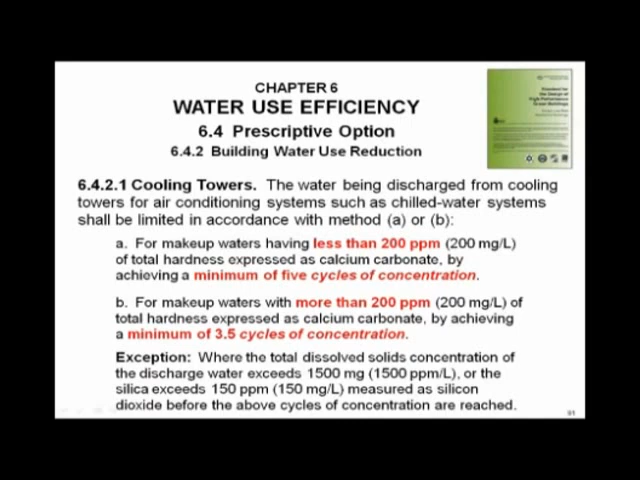 CHAPTER 6
WATER USE EFFICIENCY
6.4 Prescriptive Option
6.4.2 Building Water Use Reduction
6.4.2.1 Cooling Towers. The water being discharged from cooling
towers for air conditioning systems such as chilled-water systems
shall be limited in accordance with method (a) or (b):
a. For makeup waters having less than 200 ppm (200 mg/L)
of total hardness expressed as calcium carbonate, by
achieving a minimum of five cycles of concentration.
b. For makeup waters with more than 200 ppm (200 mg/L) of
total hardness expressed as calcium carbonate, by achieving
a minimum of 3.5 cycles of concentration.
Exception: Where the total dissolved solids concentration of
the discharge water exceeds 1500 mg (1500 ppm/L), or the
silica exceeds 150 ppm (150 mg/L) measured as silicon
dioxide before the above cycles of concentration are reached.